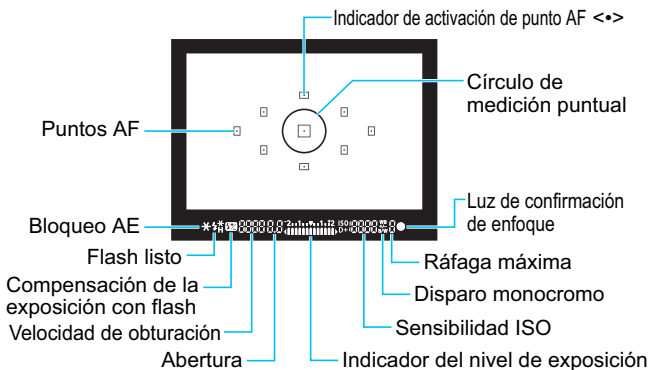 Indicador de activación de punto AF <•>
Círculo de
medición puntual
Puntos AF
Bloqueo AE
Luz de confirmación
de enfoque
Flash listo
Ráfaga máxima
Compensación de la
exposición con flash
Disparo monocromo
Velocidad de obturación
Sensibilidad ISO
Abertura
Indicador del nivel de exposición